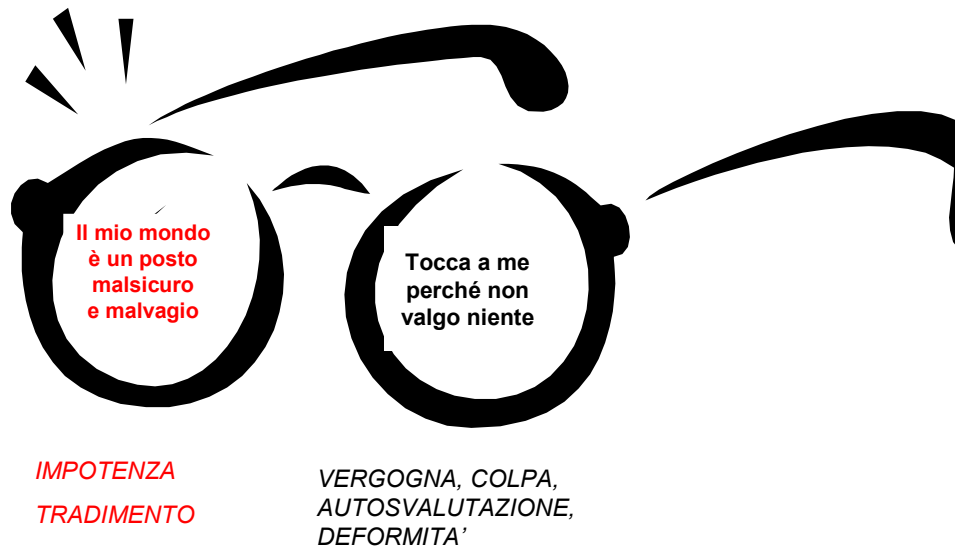 Il mio mondo
è un posto
malsicuro
e malvagio
Tocca a me
perché non
valgo niente
IMPOTENZA
TRADIMENTO
VERGOGNA, COLPA,
AUTOSVALUTAZIONE,
DEFORMITA’